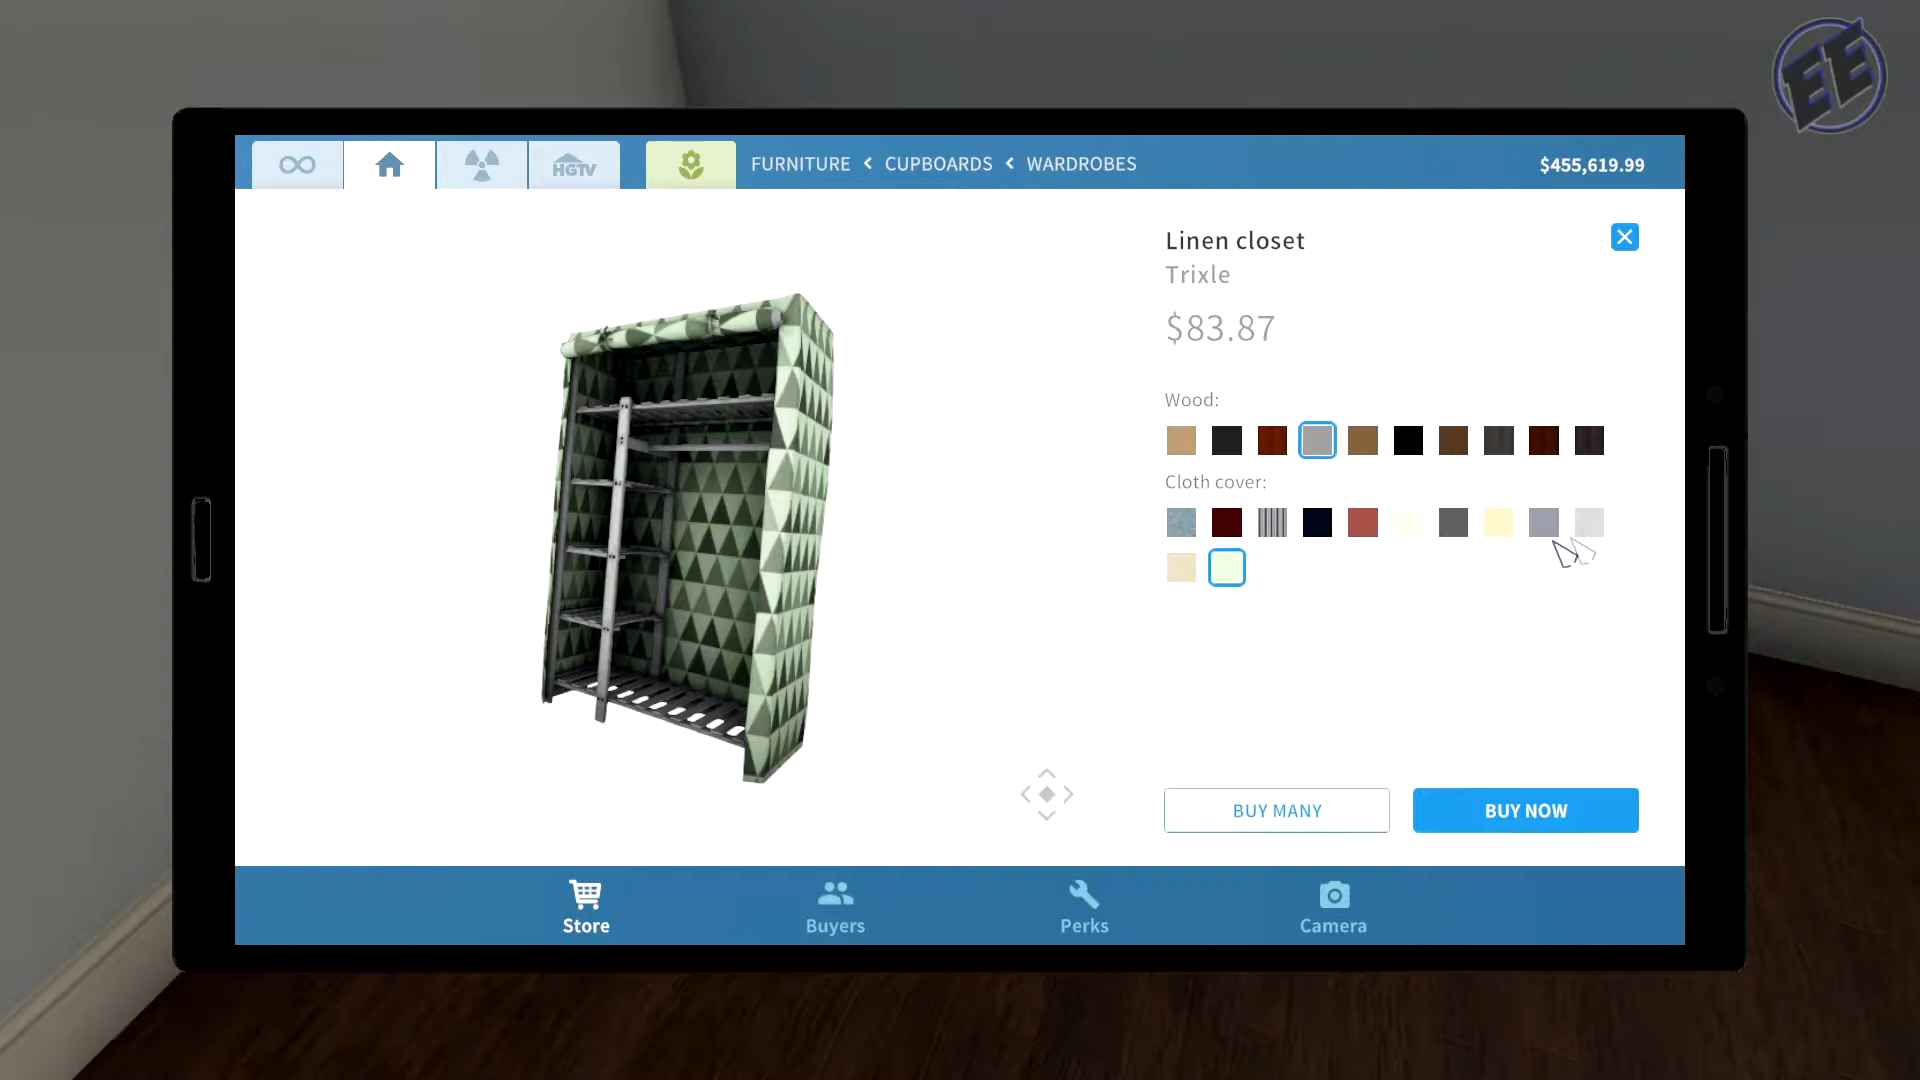 EE
HGTV
FURNITURE < CUPBOARDS < WARDROBES
$455,619.99
Linen closet
Trixle
$83.87
Wood:
Cloth cover:
BUY MANY
BUY NOW
Store
Buyers
Perks
Camera